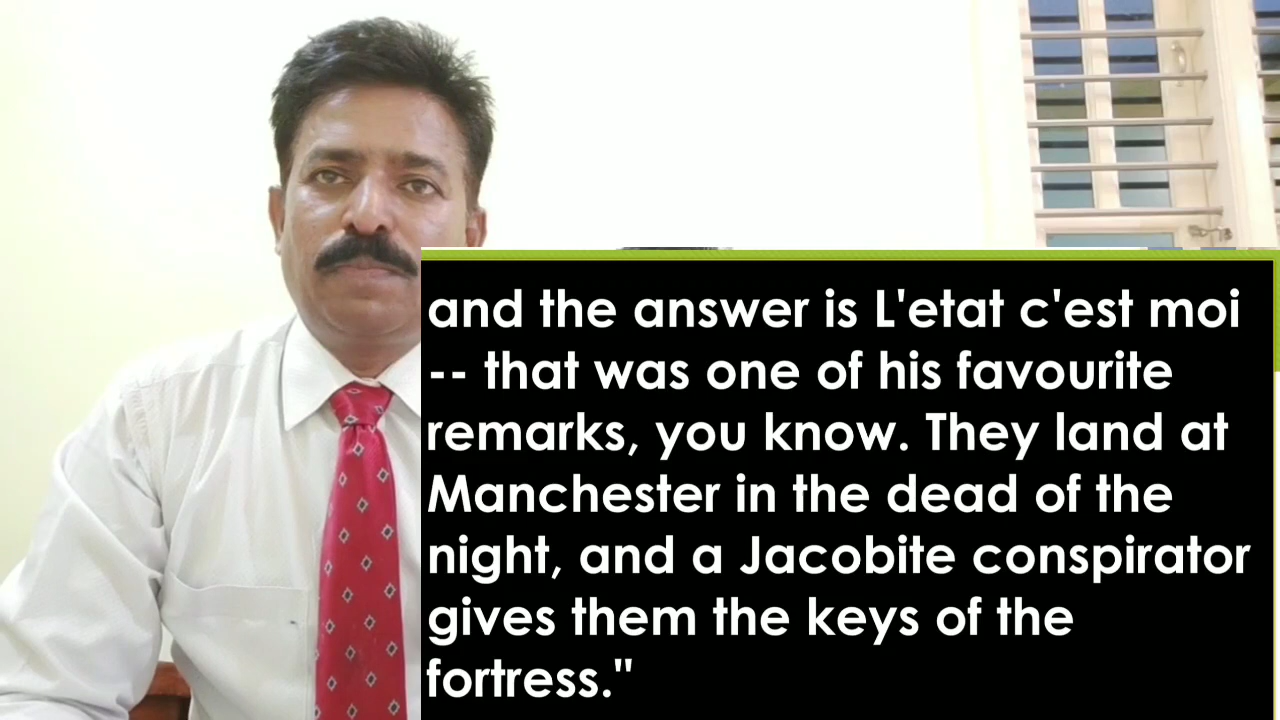 and the answer is L'etat c'est moi
-- that was one of his favourite
remarks, you know. They land at
Manchester in the dead of the
night, and a Jacobite conspirator
gives them the keys of the
fortress."